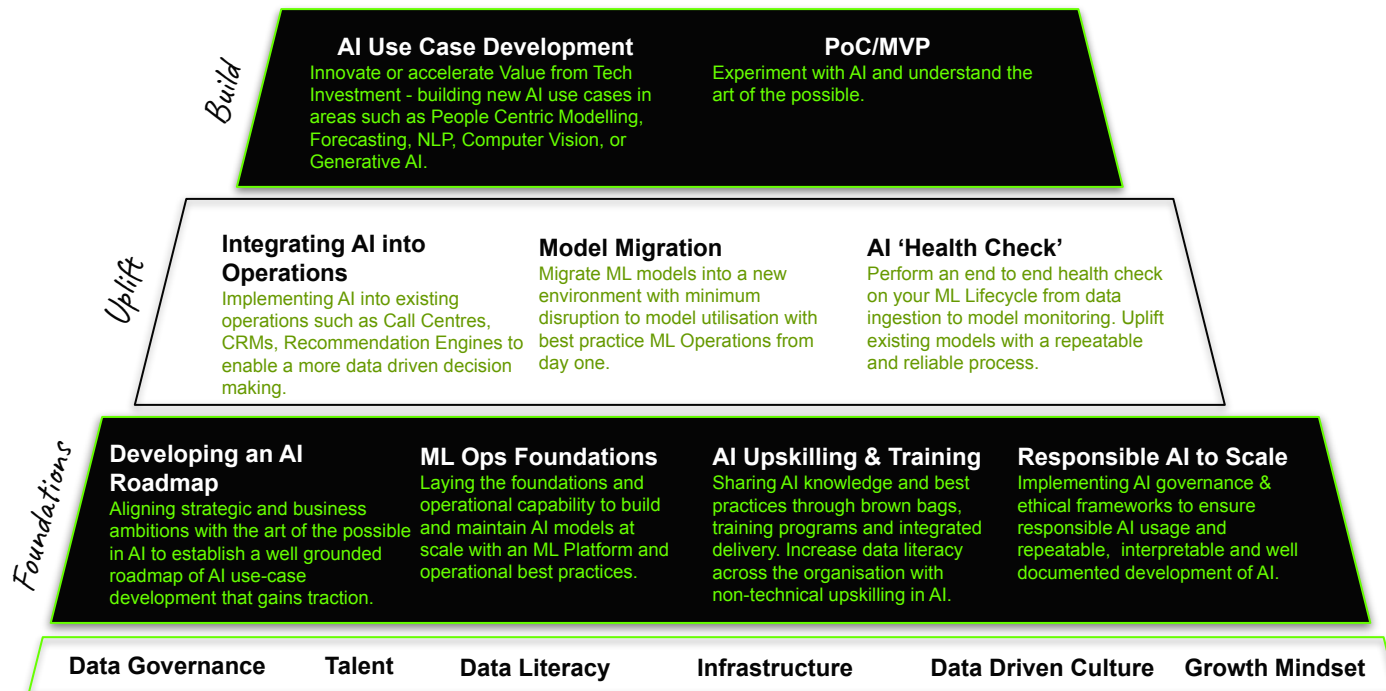 Build
AI Use Case Development
Innovate or accelerate Value from Tech
Investment - building new AI use cases in
areas such as People Centric Modelling,
Forecasting, NLP, Computer Vision, or
Generative AI.
PoC/MVP
Experiment with AI and understand the
art of the possible.
Uplift
Integrating AI into
Operations
Implementing AI into existing
operations such as Call Centres,
CRMs, Recommendation Engines to
enable a more data driven decision
making.
Model Migration
Migrate ML models into a new
environment with minimum
disruption to model utilisation with
best practice ML Operations from
day one.
AI ‘Health Check’
Perform an end to end health check
on your ML Lifecycle from data
ingestion to model monitoring. Uplift
existing models with a repeatable
and reliable process.
Foundations
Developing an AI
Roadmap
Aligning strategic and business
ambitions with the art of the possible
in AI to establish a well grounded
roadmap of AI use-case
development that gains traction.
ML Ops Foundations
Laying the foundations and
operational capability to build
and maintain AI models at
scale with an ML Platform and
operational best practices.
AI Upskilling & Training
Sharing AI knowledge and best
practices through brown bags,
training programs and integrated
delivery. Increase data literacy
across the organisation with
non-technical upskilling in AI.
Responsible AI to Scale
Implementing AI governance &
ethical frameworks to ensure
responsible AI usage and
repeatable, interpretable and well
documented development of AI.
Data Governance
Talent
Data Literacy
Infrastructure
Data Driven Culture
Growth Mindset